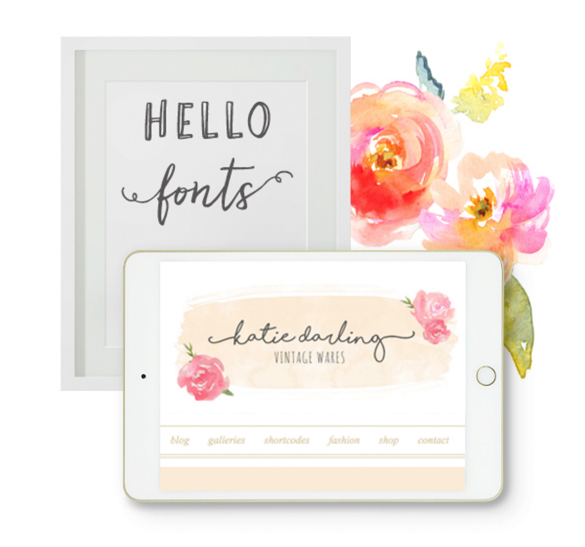 HELLO
fonts
katie darling
VINTAGE WARES
blog galleries shortcodes fashion shop contact